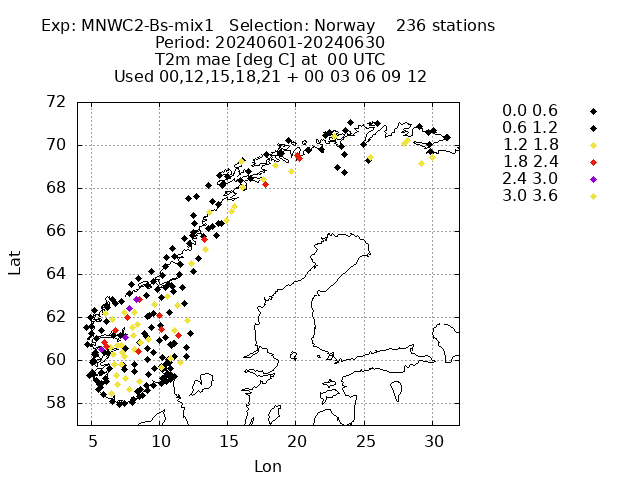 Exp: MNWC2-Bs-mix1   Selection: Norway    236 stations
Period: 20240601-20240630
T2m mae [deg C] at  00 UTC
Used 00,12,15,18,21 + 00 03 06 09 12
72
70
68
66
64
62
60
58
Lat
5 10 15 20 25 30
Lon
0.0 0.6
0.6 1.2
1.2 1.8
1.8 2.4
2.4 3.0
3.0 3.6